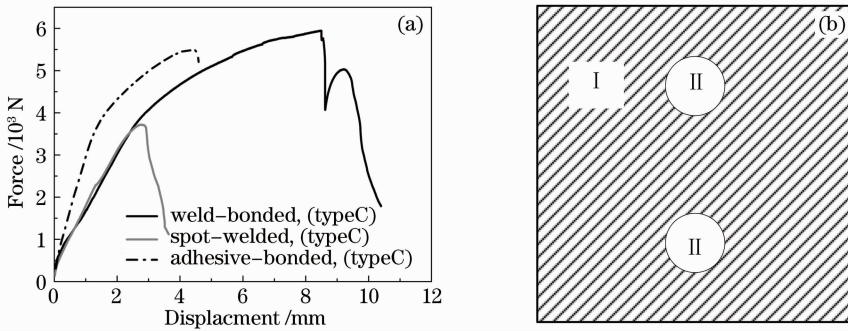 (a)
Force /10³ N
6
5
4
3
2
1
0
weld-bonded, (typeC)
spot-welded, (typeC)
adhesive-bonded, (typeC)
0 2 4 6 8 10 12
Displacment /mm
(b)
I
II
II